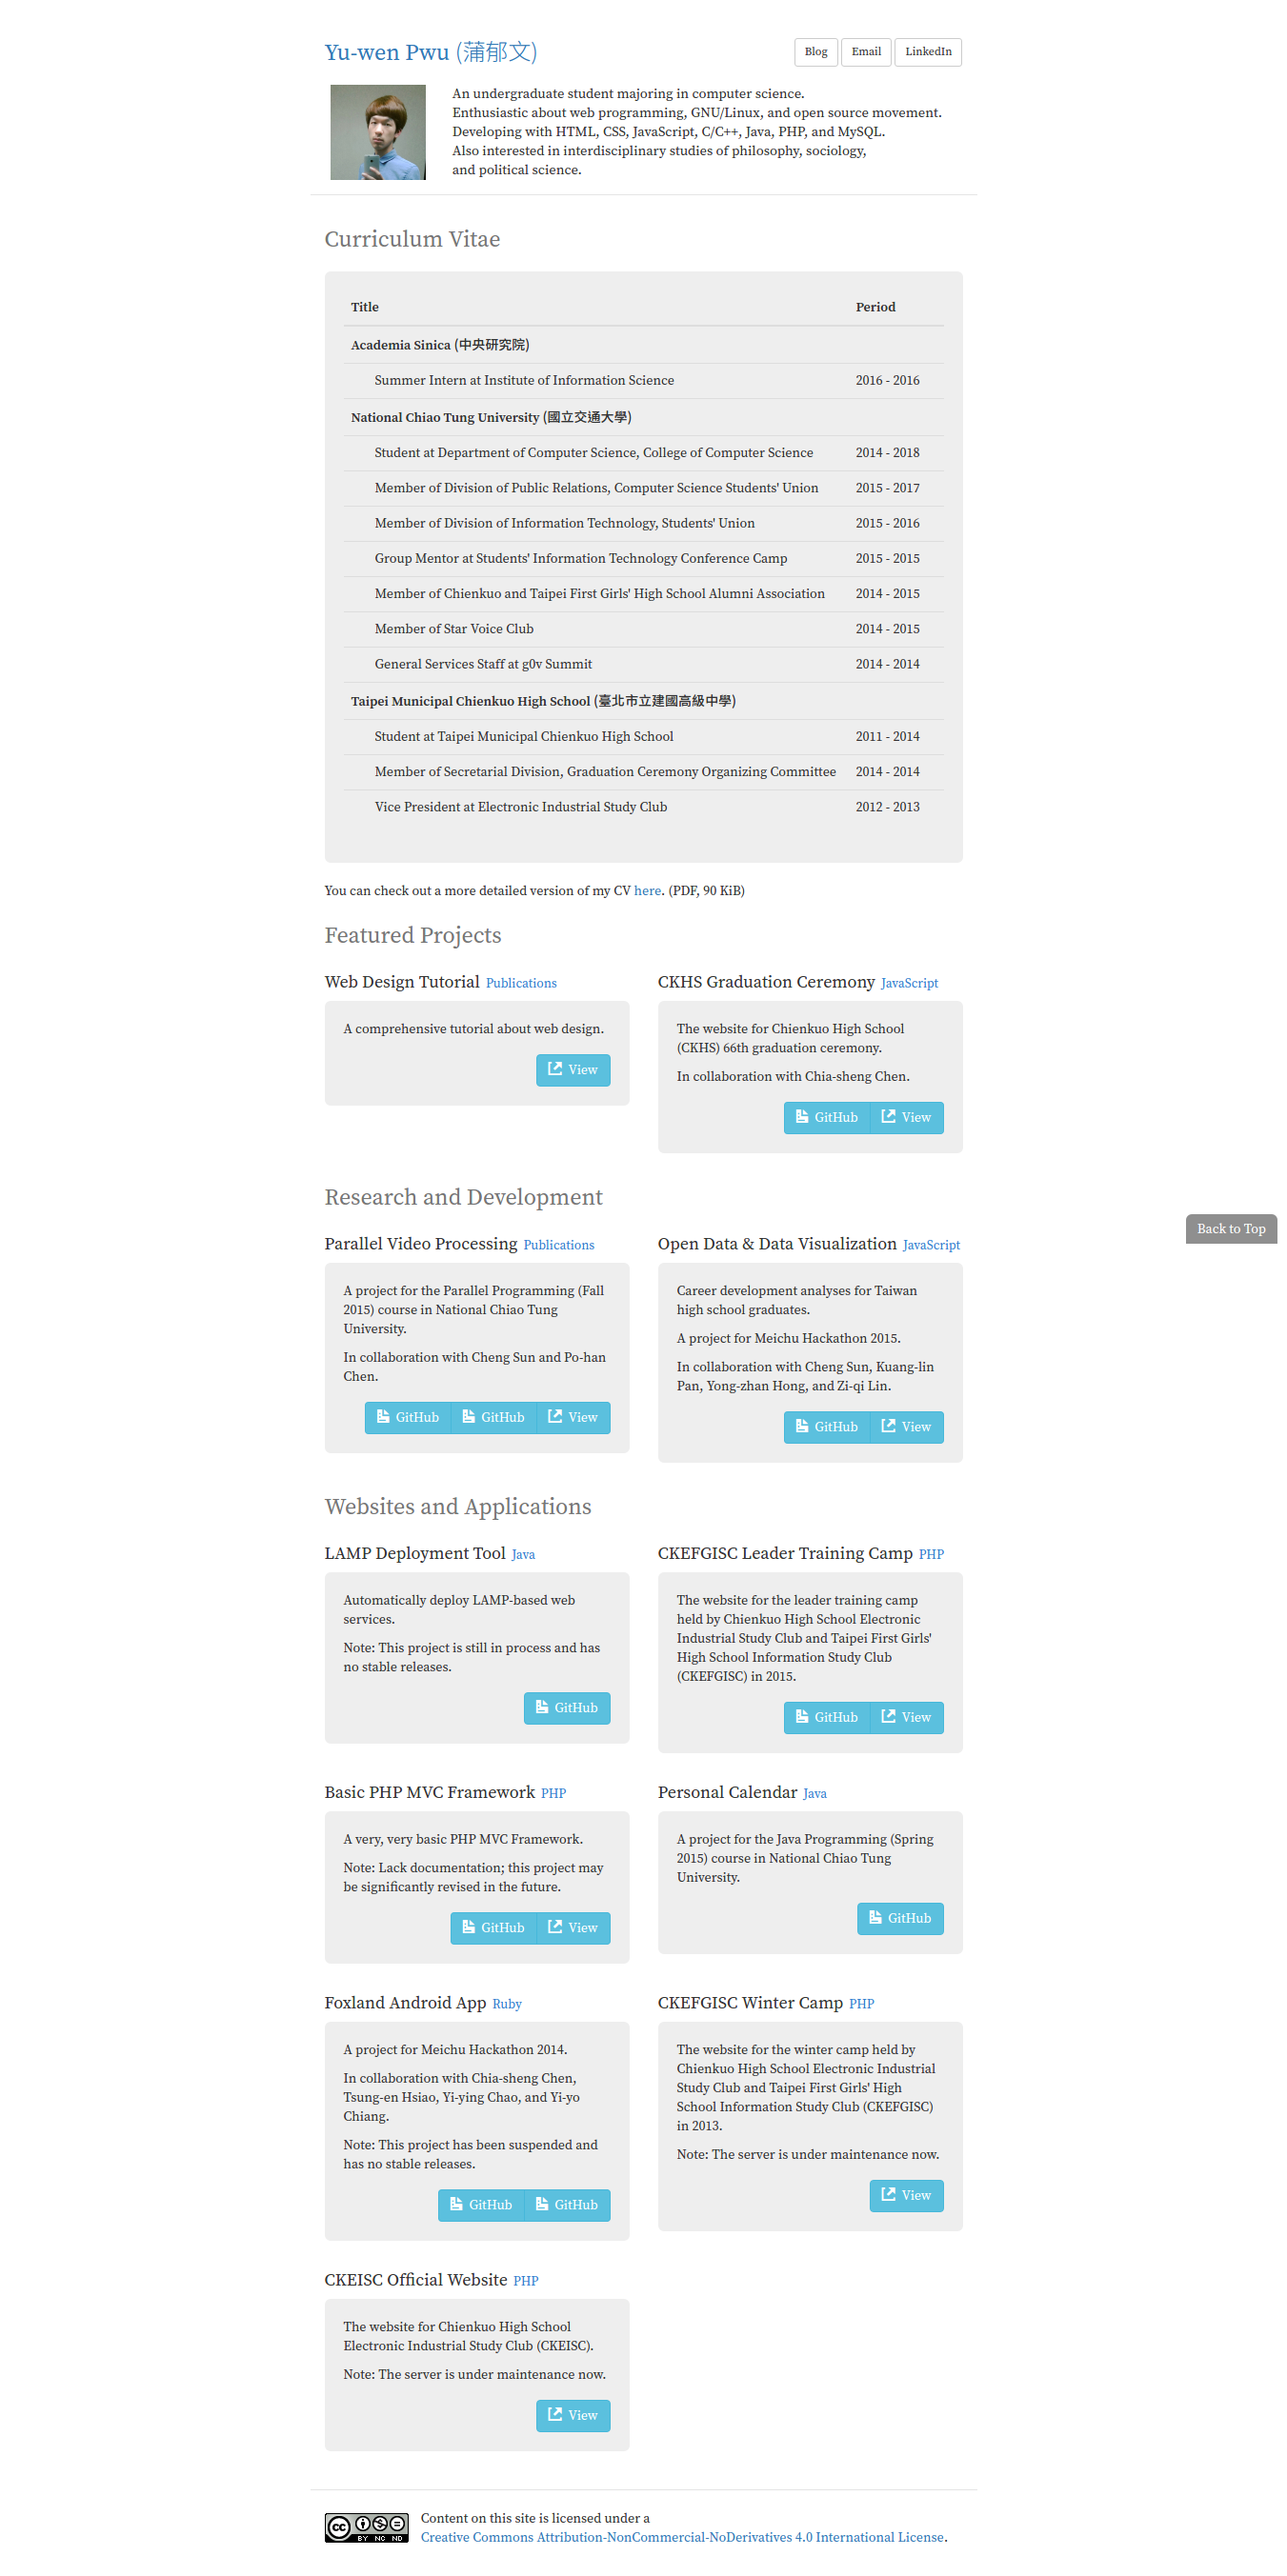 Yu-wen Pwu (蒲郁文)
Blog
Email
LinkedIn
An undergraduate student majoring in computer science.
Enthusiastic about web programming, GNU/Linux, and open source movement.
Developing with HTML, CSS, JavaScript, C/C++, Java, PHP, and MySQL.
Also interested in interdisciplinary studies of philosophy, sociology,
and political science.
Curriculum Vitae
Title Period
Academia Sinica (中央研究院)
Summer Intern at Institute of Information Science 2016 - 2016
National Chiao Tung University (國立交通大學)
Student at Department of Computer Science, College of Computer Science 2014 - 2018
Member of Division of Public Relations, Computer Science Students' Union 2015 - 2017
Member of Division of Information Technology, Students' Union 2015 - 2016
Group Mentor at Students' Information Technology Conference Camp 2015 - 2015
Member of Chienkuo and Taipei First Girls' High School Alumni Association 2014 - 2015
Member of Star Voice Club 2014 - 2015
General Services Staff at g0v Summit 2014 - 2014
Taipei Municipal Chienkuo High School (臺北市立建國高級中學)
Student at Taipei Municipal Chienkuo High School 2011 - 2014
Member of Secretarial Division, Graduation Ceremony Organizing Committee 2014 - 2014
Vice President at Electronic Industrial Study Club 2012 - 2013
You can check out a more detailed version of my CV here. (PDF, 90 KiB)
Featured Projects
Web Design Tutorial Publications
A comprehensive tutorial about web design.
View
CKHS Graduation Ceremony JavaScript
The website for Chienkuo High School
(CKHS) 66th graduation ceremony.
In collaboration with Chia-sheng Chen.
GitHub View
Research and Development
Back to Top
Parallel Video Processing Publications
A project for the Parallel Programming (Fall
2015) course in National Chiao Tung
University.
In collaboration with Cheng Sun and Po-han
Chen.
GitHub GitHub View
Open Data & Data Visualization JavaScript
Career development analyses for Taiwan
high school graduates.
A project for Meichu Hackathon 2015.
In collaboration with Cheng Sun, Kuang-lin
Pan, Yong-zhan Hong, and Zi-qi Lin.
GitHub View
Websites and Applications
LAMP Deployment Tool Java
Automatically deploy LAMP-based web
services.
Note: This project is still in process and has
no stable releases.
GitHub
CKEFGISC Leader Training Camp PHP
The website for the leader training camp
held by Chienkuo High School Electronic
Industrial Study Club and Taipei First Girls'
High School Information Study Club
(CKEFGISC) in 2015.
GitHub View
Basic PHP MVC Framework PHP
A very, very basic PHP MVC Framework.
Note: Lack documentation; this project may
be significantly revised in the future.
GitHub View
Personal Calendar Java
A project for the Java Programming (Spring
2015) course in National Chiao Tung
University.
GitHub
Foxland Android App Ruby
A project for Meichu Hackathon 2014.
In collaboration with Chia-sheng Chen,
Tsung-en Hsiao, Yi-ying Chao, and Yi-yo
Chiang.
Note: This project has been suspended and
has no stable releases.
GitHub GitHub
CKEFGISC Winter Camp PHP
The website for the winter camp held by
Chienkuo High School Electronic Industrial
Study Club and Taipei First Girls' High
School Information Study Club (CKEFGISC)
in 2013.
Note: The server is under maintenance now.
View
CKEISC Official Website PHP
The website for Chienkuo High School
Electronic Industrial Study Club (CKEISC).
Note: The server is under maintenance now.
View
cc BY NC ND
Content on this site is licensed under a
Creative Commons Attribution-NonCommercial-NoDerivatives 4.0 International License.